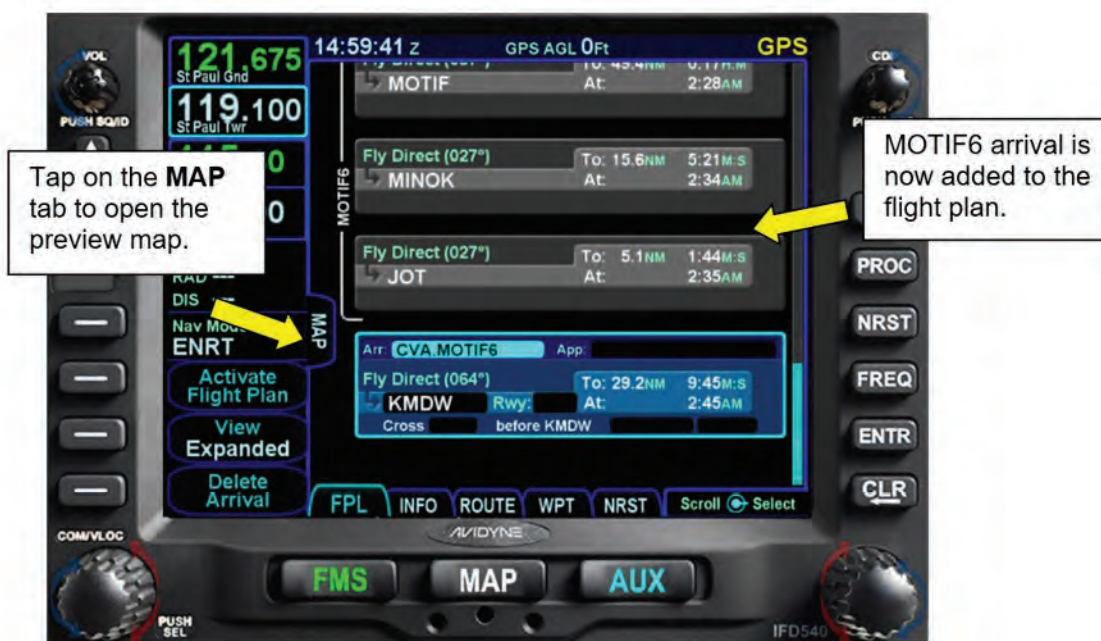 VOL
PUSH SQ/ID
121.675
St Paul Gnd
119.100
St Paul Twr
0
0
RAD ---
DIS
Nav Mode
ENRT
Activate
Flight Plan
View
Expanded
Delete
Arrival
COM/VLOC
PUSH
SEL
14:59:41 Z GPS AGL 0Ft GPS
MOTIF At: 2:28AM
MOTIF6
Fly Direct (027°) To: 15.6NM 5:21M:S
MINOK At: 2:34AM
Fly Direct (027°) To: 5.1NM 1:44M:S
JOT At: 2:35AM
MAP
Arr: CVA.MOTIF6 App:
Fly Direct (064°) To: 29.2NM 9:45M:S
KMDW Rwy: At: 2:45AM
Cross before KMDW
FPL INFO ROUTE WPT NRST Scroll Select
AVIDYNE
FMS MAP AUX
CDI
PROC
NRST
FREQ
ENTR
CLR
IFD540
Tap on the MAP
tab to open the
preview map.
MOTIF6 arrival is
now added to the
flight plan.